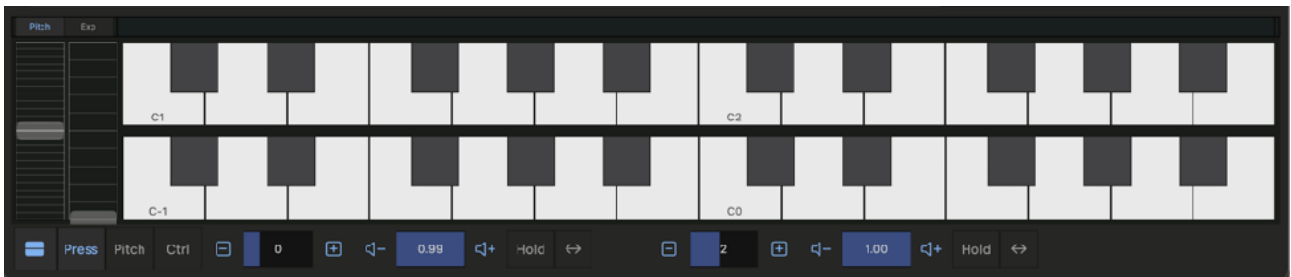 Pitch Exp
C1 C2
C-1 C0
Press Pitch Ctrl 0 0.99 Hold 2 1.00 Hold